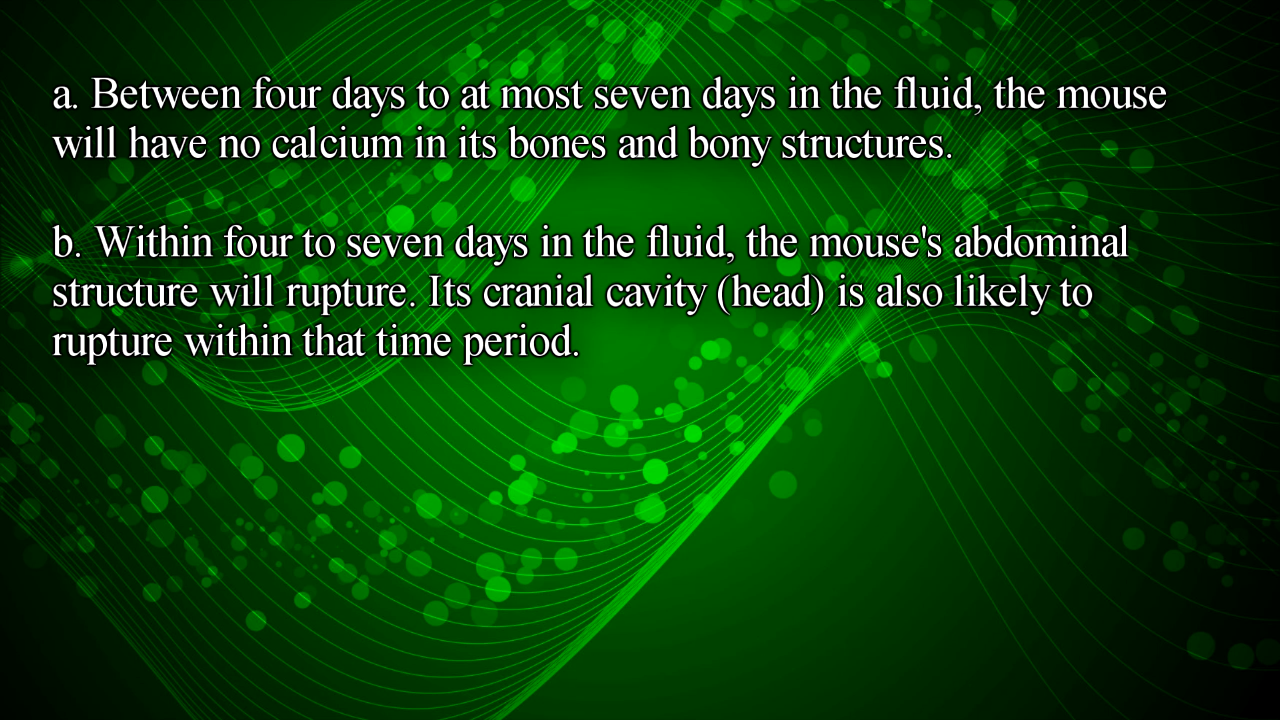 a. Between four days to at most seven days in the fluid, the mouse
will have no calcium in its bones and bony structures.
b. Within four to seven days in the fluid, the mouse's abdominal
structure will rupture. Its cranial cavity (head) is also likely to
rupture within that time period.